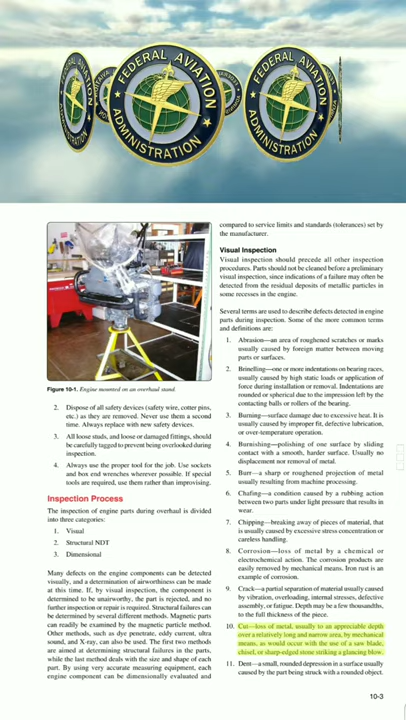 FEDERAL AVIATION
ADMINISTRATION
FEDERAL AVIATION
ADMINISTRATION
Figure 10-1. Engine mounted on an overhaul stand.
2. Dispose of all safety devices (safety wire, cotter pins,
etc.) as they are removed. Never use them a second
time. Always replace with new safety devices.
3. All loose studs, and loose or damaged fittings, should
be carefully tagged to prevent being overlooked during
inspection.
4. Always use the proper tool for the job. Use sockets
and box end wrenches wherever possible. If special
tools are required, use them rather than improvising.
Inspection Process
The inspection of engine parts during overhaul is divided
into three categories:
1. Visual
2. Structural NDT
3. Dimensional
Many defects on the engine components can be detected
visually, and a determination of airworthiness can be made
at this time. If, by visual inspection, the component is
determined to be unairworthy, the part is rejected, and no
further inspection or repair is required. Structural failures can
be determined by several different methods. Magnetic parts
can readily be examined by the magnetic particle method.
Other methods, such as dye penetrate, eddy current, ultra
sound, and X-ray, can also be used. The first two methods
are aimed at determining structural failures in the parts,
while the last method deals with the size and shape of each
part. By using very accurate measuring equipment, each
engine component can be dimensionally evaluated and
compared to service limits and standards (tolerances) set by
the manufacturer.
Visual Inspection
Visual inspection should precede all other inspection
procedures. Parts should not be cleaned before a preliminary
visual inspection, since indications of a failure may often be
detected from the residual deposits of metallic particles in
some recesses in the engine.
Several terms are used to describe defects detected in engine
parts during inspection. Some of the more common terms
and definitions are:
1. Abrasion—an area of roughened scratches or marks
usually caused by foreign matter between moving
parts or surfaces.
2. Brinelling—one or more indentations on bearing races,
usually caused by high static loads or application of
force during installation or removal. Indentations are
rounded or spherical due to the impression left by the
contacting balls or rollers of the bearing.
3. Burning—surface damage due to excessive heat. It is
usually caused by improper fit, defective lubrication,
or over-temperature operation.
4. Burnishing—polishing of one surface by sliding
contact with a smooth, harder surface. Usually no
displacement nor removal of metal.
5. Burr—a sharp or roughened projection of metal
usually resulting from machine processing.
6. Chafing—a condition caused by a rubbing action
between two parts under light pressure that results in
wear.
7. Chipping—breaking away of pieces of material, that
is usually caused by excessive stress concentration or
careless handling.
8. Corrosion—loss of metal by a chemical or
electrochemical action. The corrosion products are
easily removed by mechanical means. Iron rust is an
example of corrosion.
9. Crack—a partial separation of material usually caused
by vibration, overloading, internal stresses, defective
assembly, or fatigue. Depth may be a few thousandths,
to the full thickness of the piece.
10. Cut—loss of metal, usually to an appreciable depth
over a relatively long and narrow area, by mechanical
means, as would occur with the use of a saw blade,
chisel, or sharp-edged stone striking a glancing blow.
11. Dent—a small, rounded depression in a surface usually
caused by the part being struck with a rounded object.
10-3